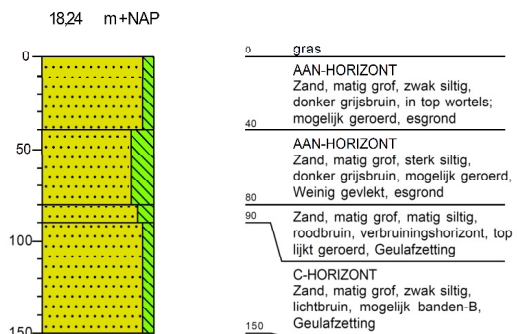 18,24 m+NAP
0 gras
0
AAN-HORIZONT
Zand, matig grof, zwak siltig,
donker grijsbruin, in top wortels;
mogelijk geroerd, esgrond
40
AAN-HORIZONT
50
Zand, matig grof, sterk siltig,
donker grijsbruin, mogelijk geroerd,
Weinig gevlekt, esgrond
80
90
Zand, matig grof, matig siltig,
roodbruin, verbruiningshorizont, top
lijkt geroerd, Geulafzetting
100
C-HORIZONT
Zand, matig grof, zwak siltig,
lichtbruin, mogelijk banden-B,
Geulafzetting
150
150